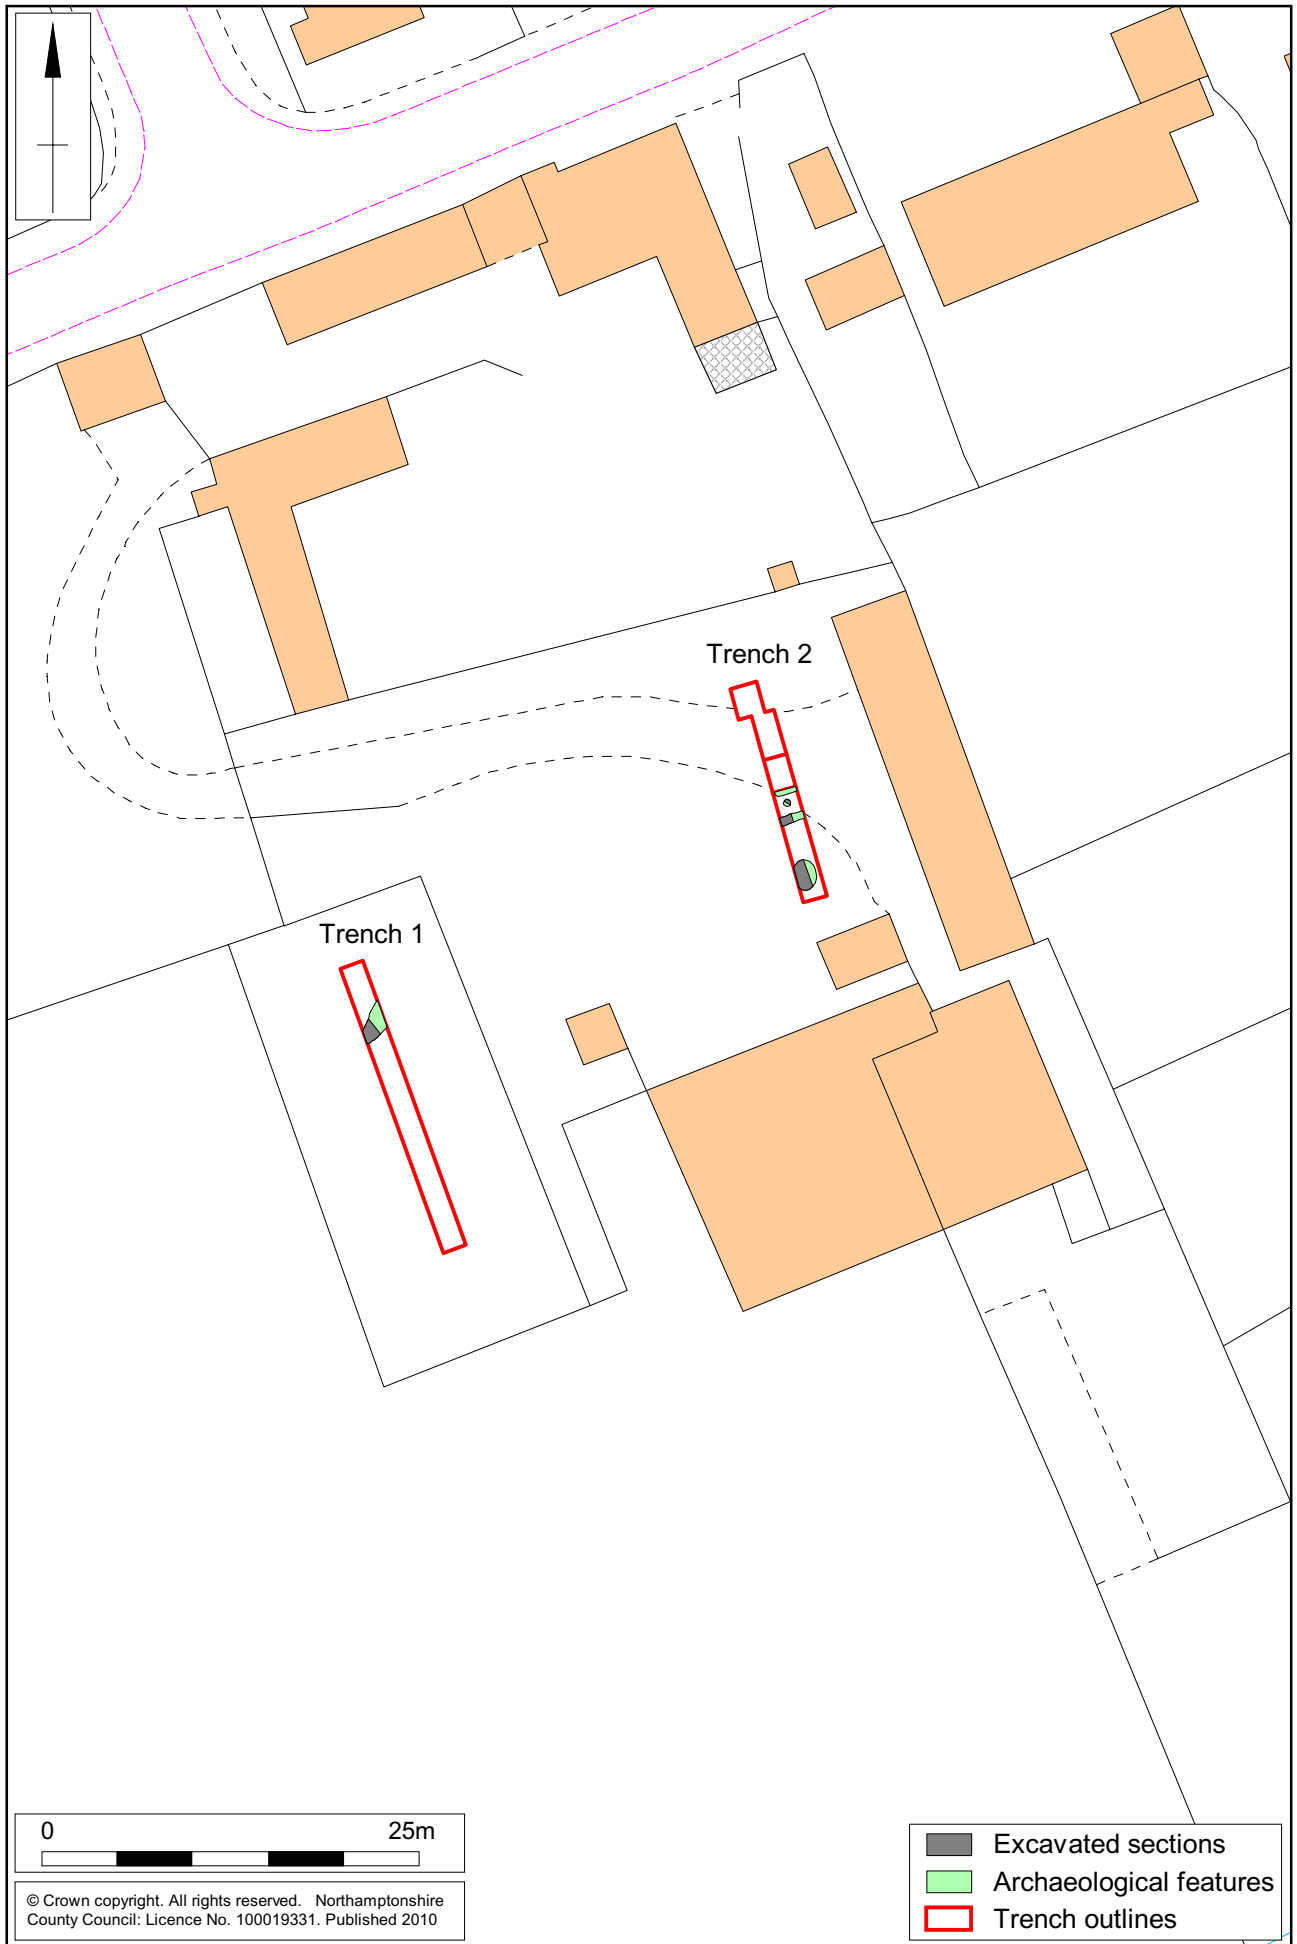 Trench 2
Trench 1
0 25m
© Crown copyright. All rights reserved. Northamptonshire
County Council: Licence No. 100019331. Published 2010
Excavated sections
Archaeological features
Trench outlines